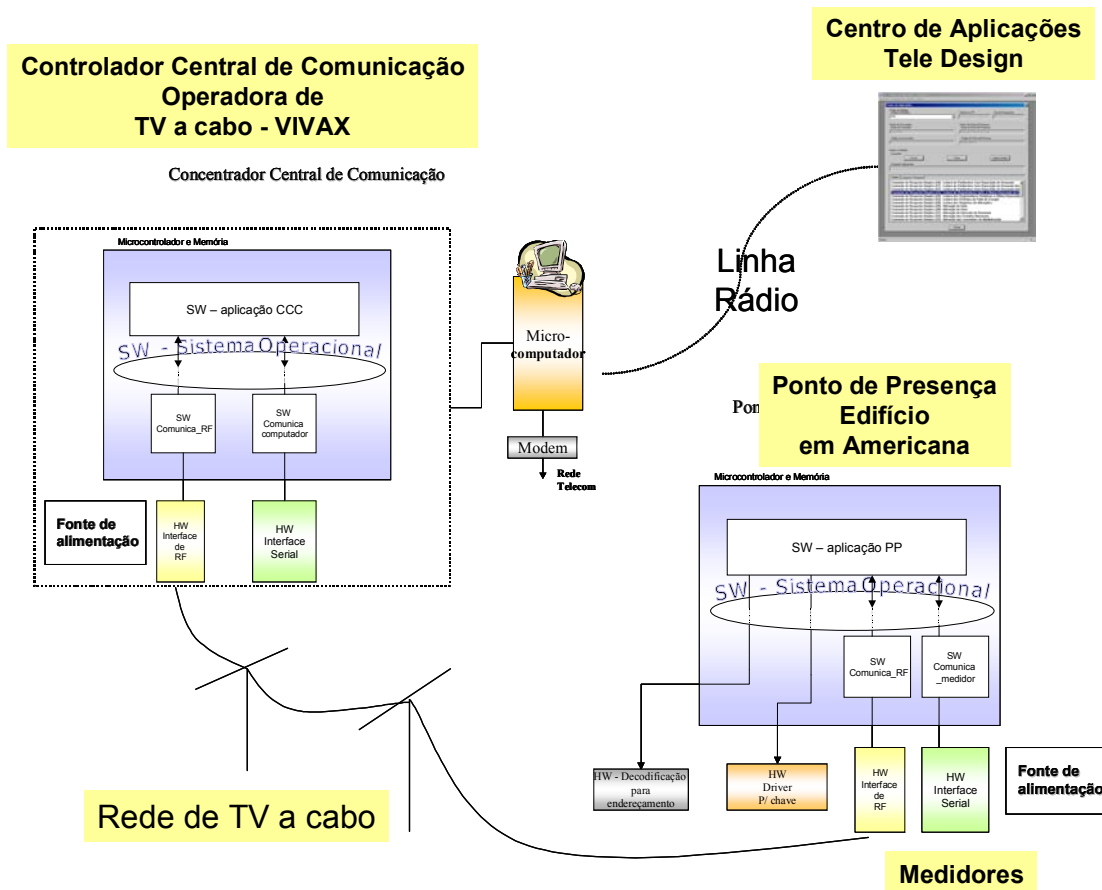 Centro de Aplicações
Tele Design
Controlador Central de Comunicação
Operadora de
TV a cabo - VIVAX
Concentrador Central de Comunicação
Microcontrolador e Memória
SW – aplicação CCC
SW - Sistema Operacional
SW
Comunica_RF
SW
Comunica
computador
Fonte de
alimentação
HW
Interface
de
RF
HW
Interface
Serial
Micro-
computador
Modem
Rede
Telecom
Linha
Rádio
Ponto de Presença
Edifício
em Americana
Microcontrolador e Memória
SW – aplicação PP
SW - Sistema Operacional
SW
Comunica_RF
SW
Comunica
_medidor
HW - Decodificação
para
endereçamento
HW
Driver
P/ chave
HW
Interface
de
RF
HW
Interface
Serial
Fonte de
alimentação
Rede de TV a cabo
Medidores